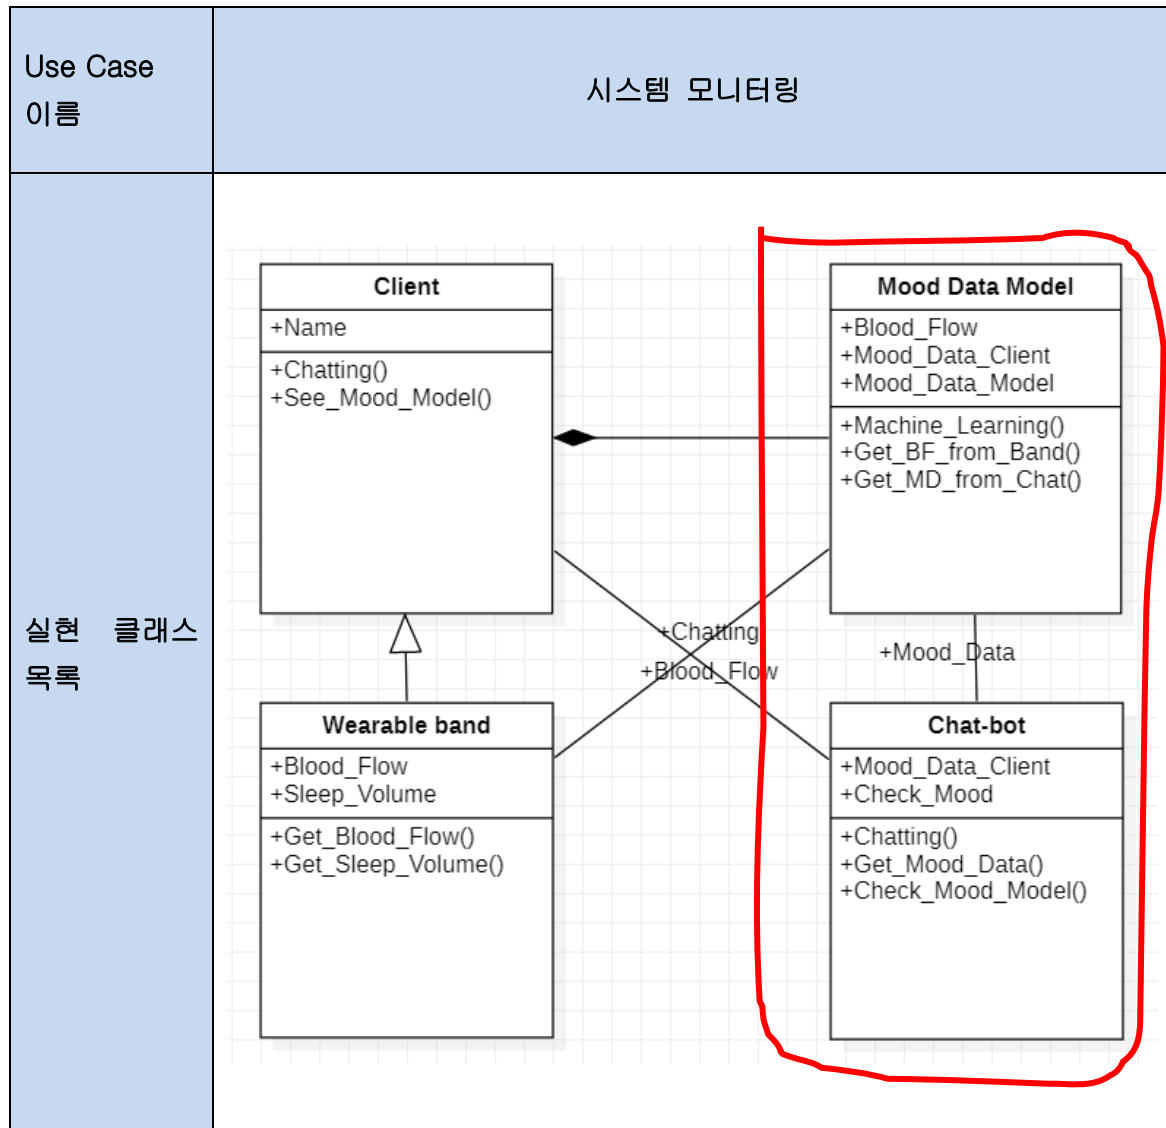 Use Case
이름
시스템 모니터링
실현 클래스
목록
Client
+Name
+Chatting()
+See_Mood_Model()
Mood Data Model
+Blood_Flow
+Mood_Data_Client
+Mood_Data_Model
+Machine_Learning()
+Get_BF_from_Band()
+Get_MD_from_Chat()
+Chatting
+Blood_Flow
+Mood_Data
Wearable band
+Blood_Flow
+Sleep_Volume
+Get_Blood_Flow()
+Get_Sleep_Volume()
Chat-bot
+Mood_Data_Client
+Check_Mood
+Chatting()
+Get_Mood_Data()
+Check_Mood_Model()